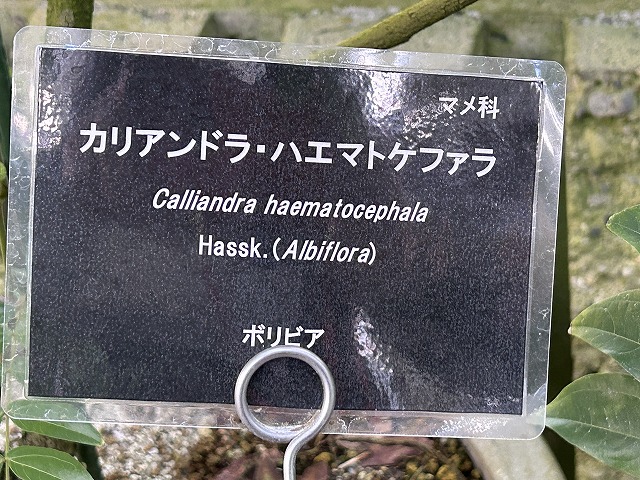 マメ科
カリアンドラ・ハエマトケファラ
Calliandra haematocephala
Hassk.(Albiflora)
ボリビア